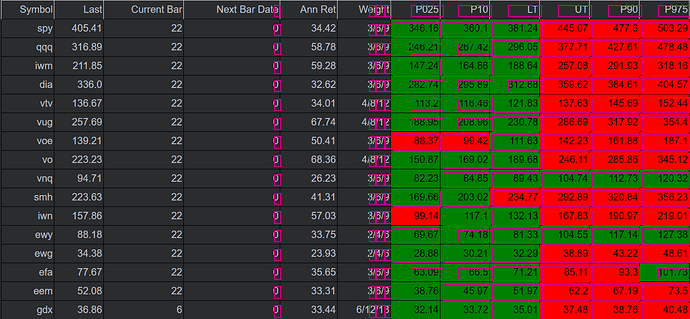 Symbol Last Current Bar Next Bar Date Ann Ret Weight P025 P10 LT UT P90 P975
spy 405.41 22 0 34.42 3/6/9 346.16 360.1 381.24 445.07 477.6 503.29
qqq 316.89 22 0 58.78 3/6/9 246.21 267.42 296.05 377.71 427.61 478.48
iwm 211.85 22 0 59.28 3/6/9 147.24 164.86 188.64 257.08 291.93 318.16
dia 336.0 22 0 32.62 3/6/9 282.74 295.69 312.88 359.62 384.61 404.57
vtv 136.67 22 0 34.01 4/8/12 113.2 116.46 121.83 137.63 145.69 152.44
vug 257.69 22 0 67.74 4/8/12 188.95 208.96 230.78 286.69 317.92 354.4
voe 139.21 22 0 50.41 3/6/9 88.37 99.42 111.63 142.23 161.88 187.1
vo 223.23 22 0 68.36 4/8/12 150.87 169.02 189.68 246.11 285.86 345.12
vnq 94.71 22 0 26.23 3/6/9 82.23 84.85 89.43 104.74 112.73 120.32
smh 223.63 22 0 41.31 3/6/9 169.66 203.02 234.77 292.89 320.84 356.23
iwn 157.86 22 0 57.03 3/6/9 99.14 117.1 132.13 167.83 190.97 219.01
ewy 88.18 22 0 33.75 2/4/6 69.67 74.18 81.33 104.55 117.14 127.38
ewg 34.38 22 0 23.93 2/4/6 28.88 30.21 32.29 38.89 43.22 48.61
efa 77.67 22 0 35.65 3/6/9 63.09 66.5 71.21 85.11 93.3 101.73
eem 52.08 22 0 33.31 3/6/9 38.76 45.97 51.97 62.2 67.19 73.5
gdx 36.86 6 0 33.44 6/12/18 32.14 33.72 35.01 37.48 38.76 40.48